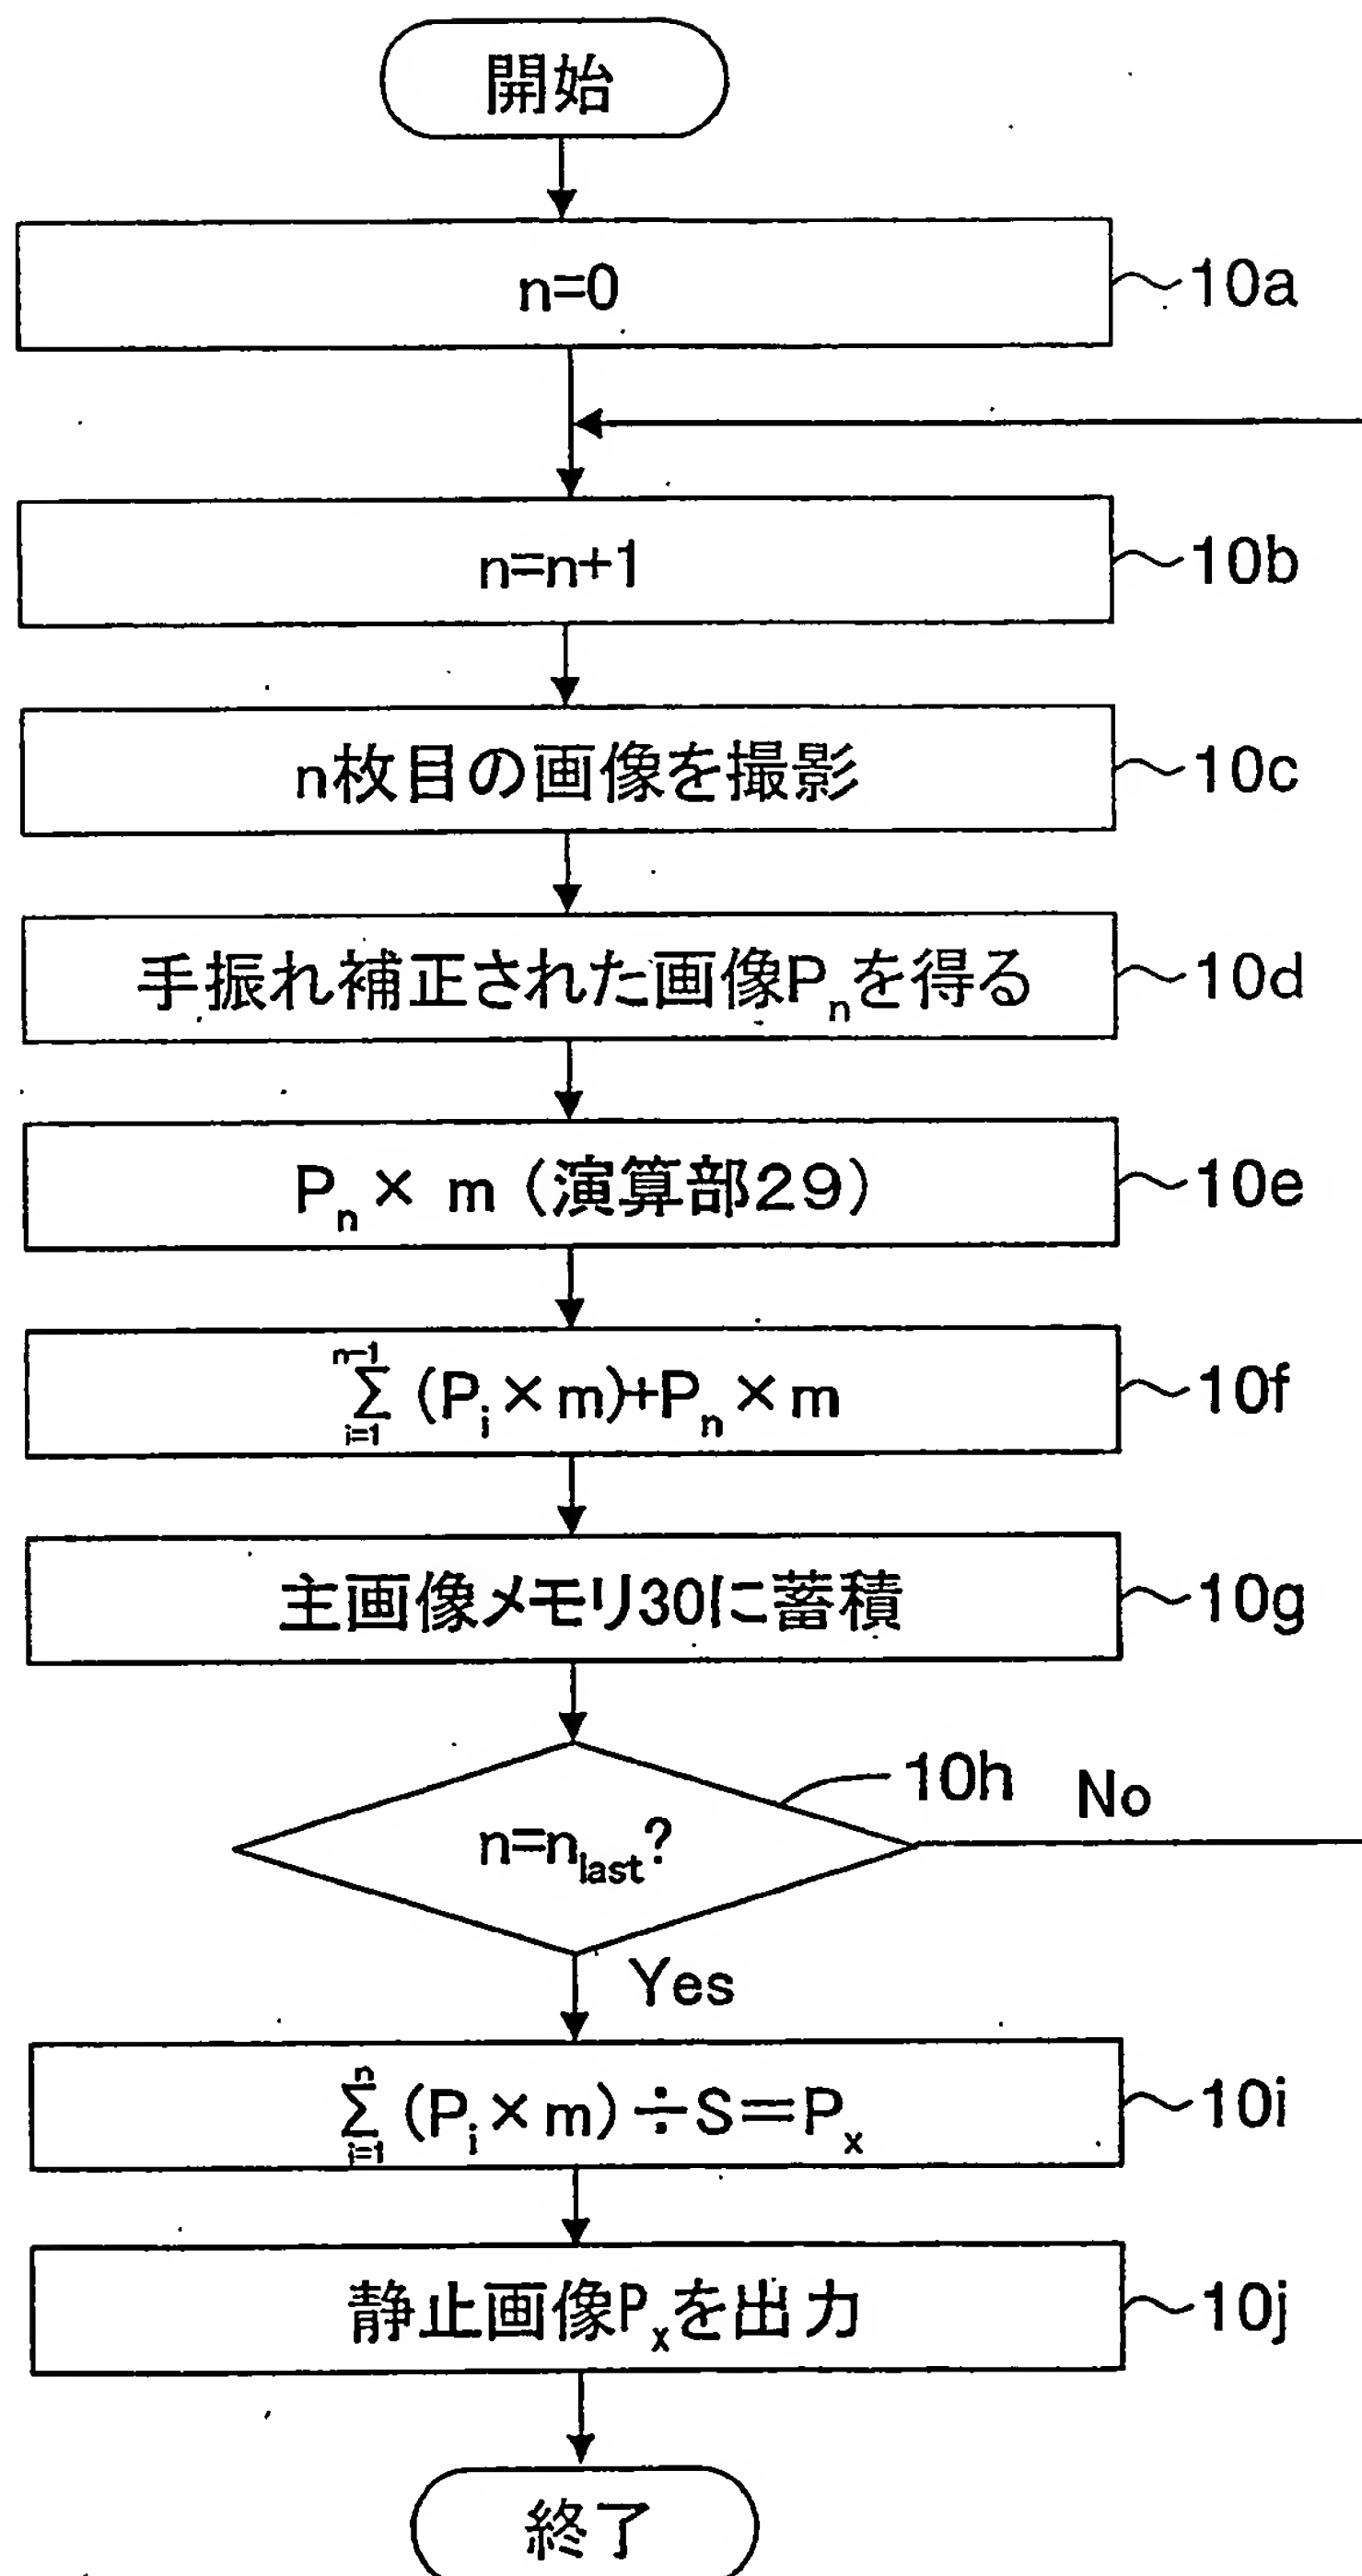 開始
n=0 10a
n=n+1 10b
n枚目の画像を撮影 10c
手振れ補正された画像Pnを得る 10d
Pn × m (演算部29) 10e
n-1
Σ (Pi × m)+Pn × m 10f
i=1
主画像メモリ30に蓄積 10g
10h No
n=nlast?
Yes
n
Σ (Pi × m) ÷S=Px 10i
i=1
静止画像Pxを出力 10j
終了